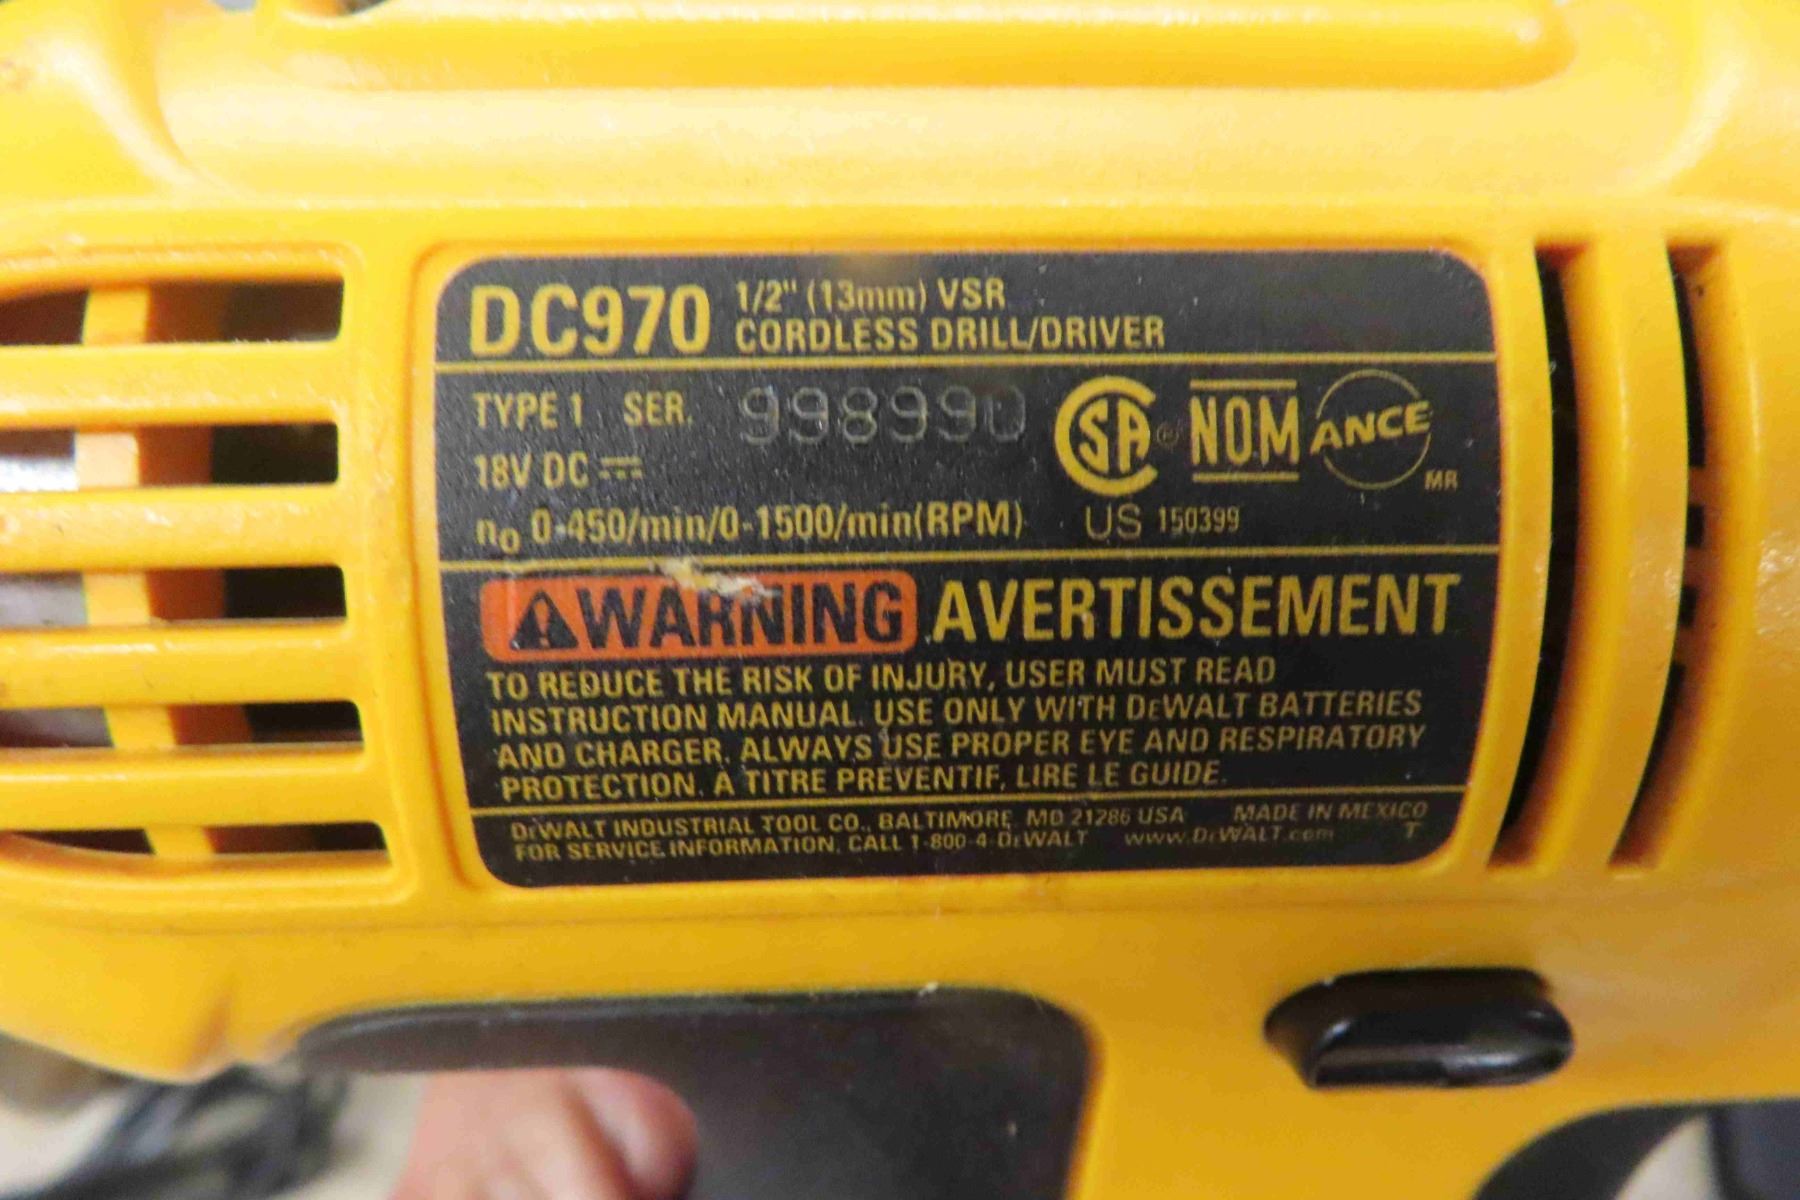 DC970 1/2" (13mm) VSR
CORDLESS DRILL/DRIVER
TYPE 1 SER. 998990
18V DC ⎓
CSA® NOM ANCE MR
n₀ 0-450/min/0-1500/min(RPM) US 150399
⚠WARNING AVERTISSEMENT
TO REDUCE THE RISK OF INJURY, USER MUST READ
INSTRUCTION MANUAL. USE ONLY WITH DEWALT BATTERIES
AND CHARGER. ALWAYS USE PROPER EYE AND RESPIRATORY
PROTECTION. A TITRE PREVENTIF, LIRE LE GUIDE.
DEWALT INDUSTRIAL TOOL CO., BALTIMORE, MD 21286 USA MADE IN MEXICO
FOR SERVICE INFORMATION, CALL 1-800-4-DEWALT www.DEWALT.com T